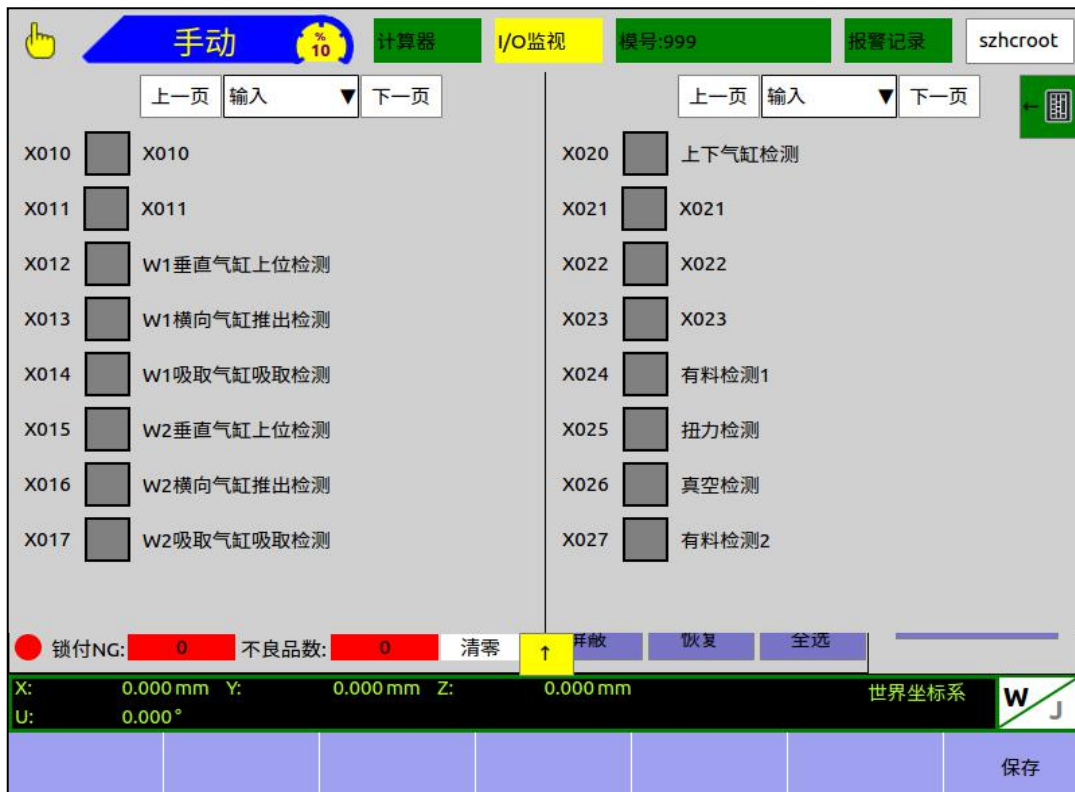 手动 % 10 计算器 I/O监视 模号:999 报警记录 szhcroot
上一页 输入 ▼ 下一页
X010 X010
X011 X011
X012 W1垂直气缸上位检测
X013 W1横向气缸推出检测
X014 W1吸取气缸吸取检测
X015 W2垂直气缸上位检测
X016 W2横向气缸推出检测
X017 W2吸取气缸吸取检测
上一页 输入 ▼ 下一页
←
X020 上下气缸检测
X021 X021
X022 X022
X023 X023
X024 有料检测1
X025 扭力检测
X026 真空检测
X027 有料检测2
锁付NG: 0 不良品数: 0 清零 ↑ 屏蔽 恢复 全选
X: 0.000 mm Y: 0.000 mm Z: 0.000 mm 世界坐标系 W J
U: 0.000°
保存